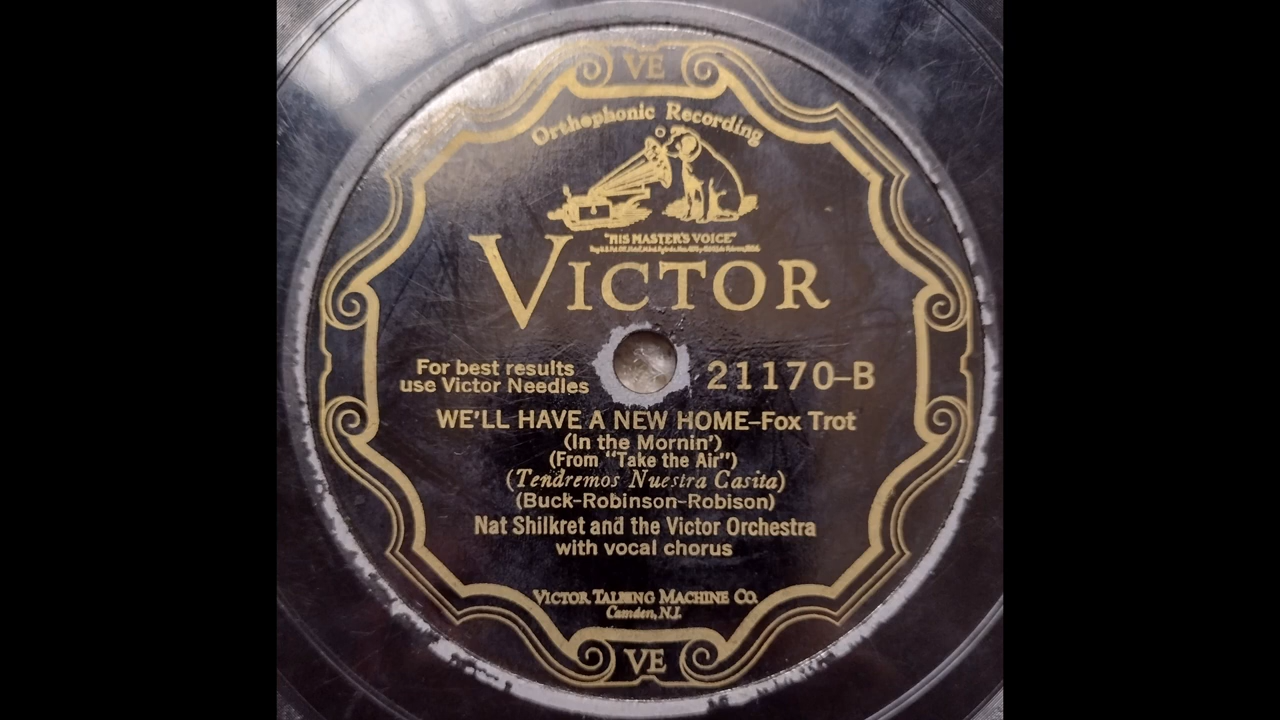 VE
Orthophonic Recording
"HIS MASTER'S VOICE"
VICTOR
For best results
use Victor Needles
21170-B
WE'LL HAVE A NEW HOME-Fox Trot
(In the Mornin')
(From "Take the Air")
(Tendremos Nuestra Casita)
(Buck-Robinson-Robison)
Nat Shilkret and the Victor Orchestra
with vocal chorus
VICTOR TALKING MACHINE CO.
Camden, N.J.
VE